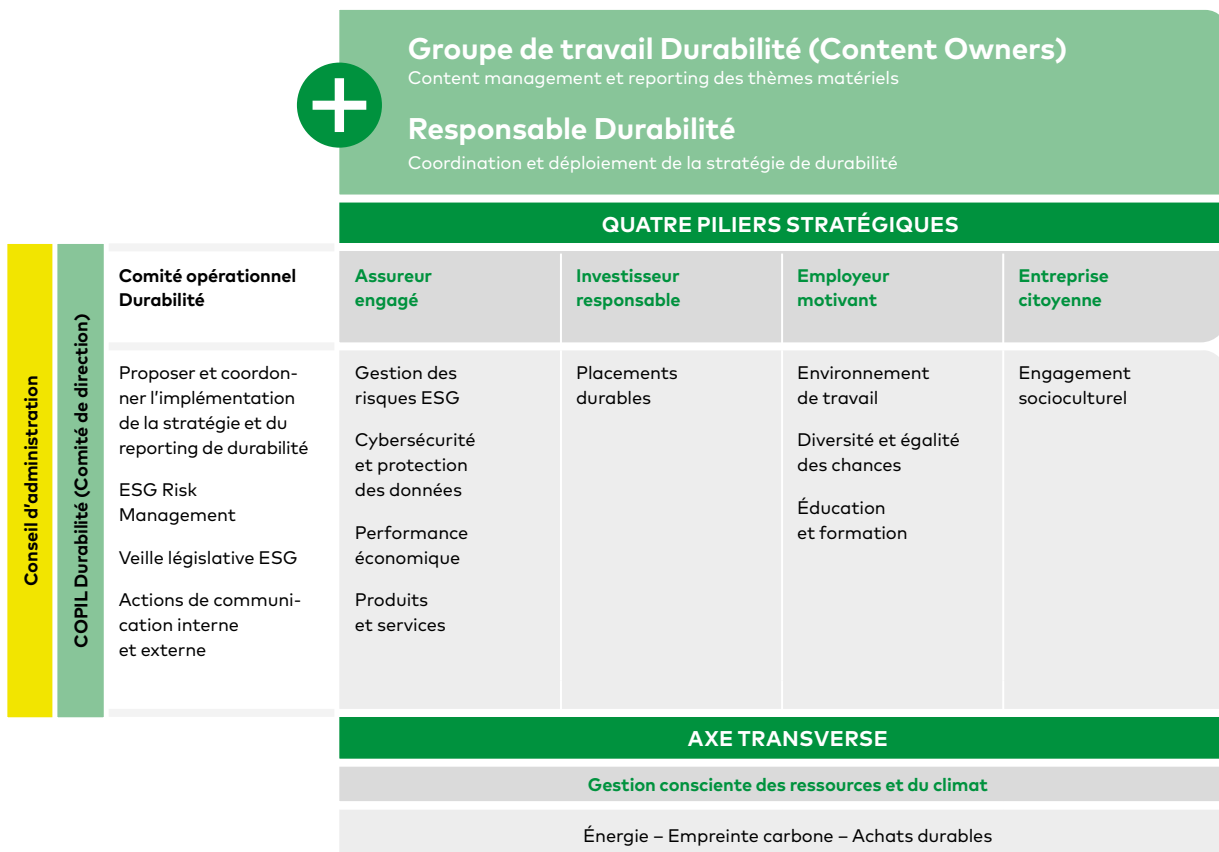 Groupe de travail Durabilité (Content Owners)
Content management et reporting des thèmes matériels
Responsable Durabilité
Coordination et déploiement de la stratégie de durabilité
QUATRE PILIERS STRATÉGIQUES
Conseil d'administration
COPIL Durabilité (Comité de direction)
Comité opérationnel
Durabilité
Proposer et coordon-
ner l'implémentation
de la stratégie et du
reporting de durabilité
ESG Risk
Management
Veille législative ESG
Actions de communi-
cation interne
et externe
Assureur
engagé
Gestion des
risques ESG
Cybersécurité
et protection
des données
Performance
économique
Produits
et services
Investisseur
responsable
Placements
durables
Employeur
motivant
Environnement
de travail
Diversité et égalité
des chances
Éducation
et formation
Entreprise
citoyenne
Engagement
socioculturel
AXE TRANSVERSE
Gestion consciente des ressources et du climat
Énergie – Empreinte carbone – Achats durables